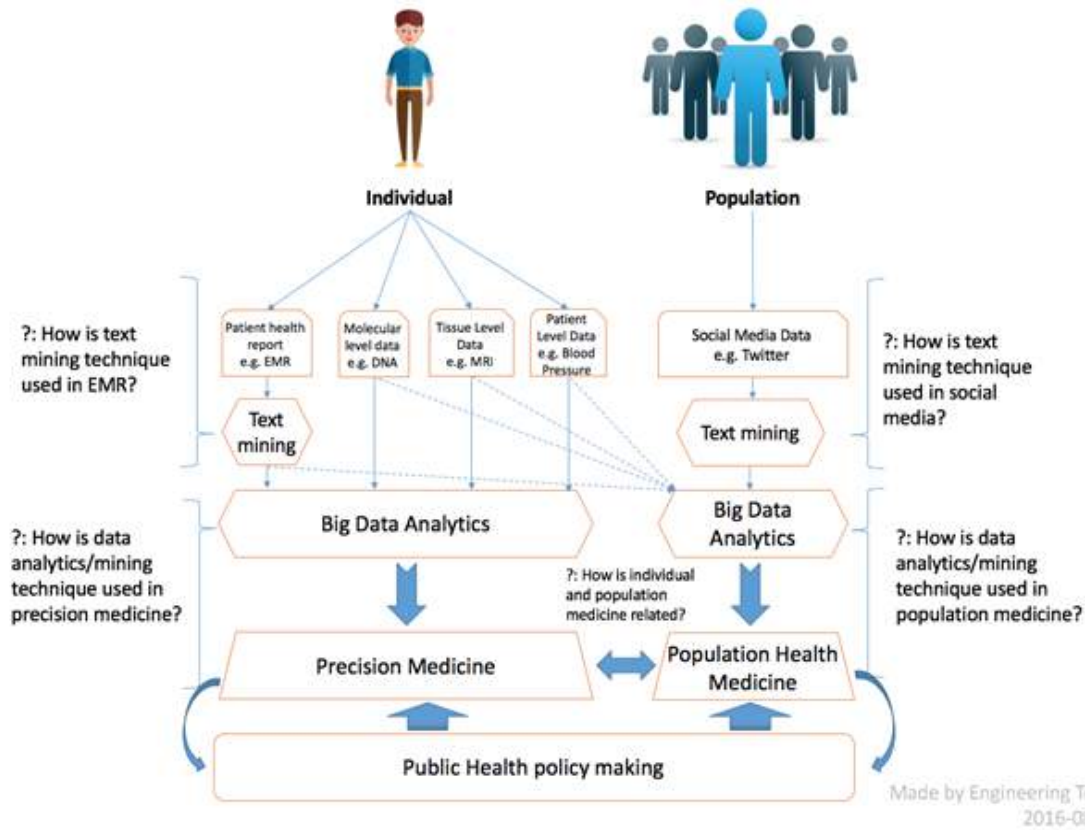 Individual
Population
?: How is text
mining technique
used in EMR?
Patient health
report
e.g. EMR
Molecular
level data
e.g. DNA
Tissue Level
Data
e.g. MRI
Patient
Level Data
e.g. Blood
Pressure
Social Media Data
e.g. Twitter
?: How is text
mining technique
used in social
media?
Text
mining
Text mining
?: How is data
analytics/mining
technique used in
precision medicine?
Big Data Analytics
Big Data
Analytics
?: How is data
analytics/mining
technique used in
population medicine?
?: How is individual
and population
medicine related?
Precision Medicine
Population Health
Medicine
Public Health policy making
Made by Engineering